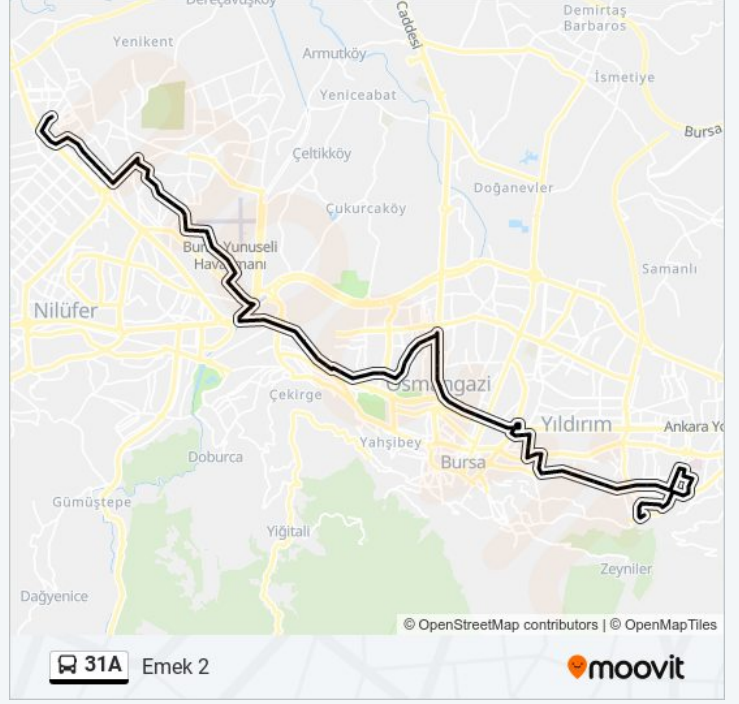 Dereçavuşköy
Demirtaş
Barbaros
Caddesi
Yenikent
Armutköy
İsmetiye
Yeniceabat
Bursa
Çeltikköy
Doğanevler
Çukurcaköy
Bursa Yunuseli
Havalimanı
Samanlı
Nilüfer
Osmangazi
Çekirge
Yıldırım
Ankara Yo
Yahşibey
Doburca
Bursa
Gümüştepe
Yiğitali
Zeyniler
Dağyenice
© OpenStreetMap contributors | © OpenMapTiles
31A Emek 2
moovit